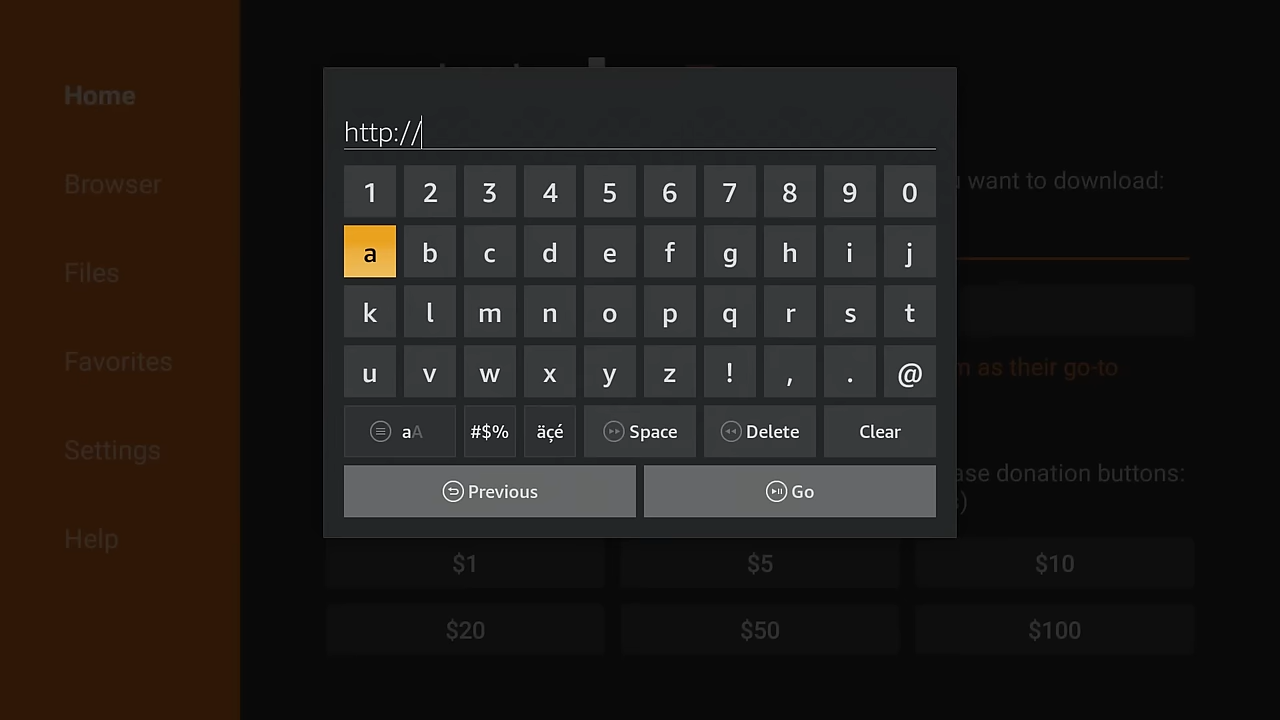 Home
Browser
Files
Favorites
Settings
Help
http://
1 2 3 4 5 6 7 8 9 0
a b c d e f g h i j
k l m n o p q r s t
u v w x y z ! , . @
aA #$% äçé Space Delete Clear
Previous Go
want to download:
as their go-to
donation buttons:
$1 $5 $10
$20 $50 $100